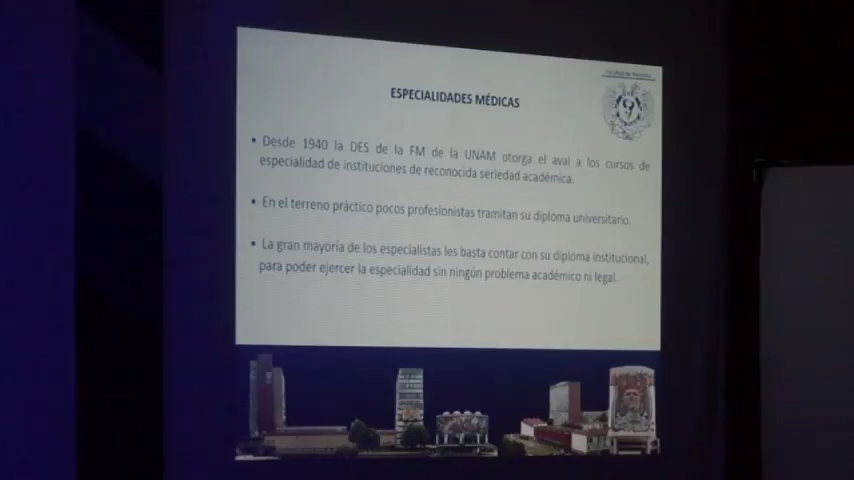 Facultad de Medicina
ESPECIALIDADES MÉDICAS
• Desde 1940 la DES de la FM de la UNAM otorga el aval a los cursos de
especialidad de instituciones de reconocida seriedad académica.
• En el terreno práctico pocos profesionistas tramitan su diploma universitario.
• La gran mayoría de los especialistas les basta contar con su diploma institucional,
para poder ejercer la especialidad sin ningún problema académico ni legal.